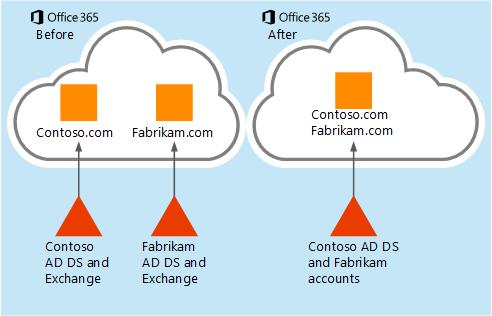 Office 365
Before
Contoso.com
Fabrikam.com
Contoso
AD DS and
Exchange
Fabrikam
AD DS and
Exchange
Office 365
After
Contoso.com
Fabrikam.com
Contoso AD DS
and Fabrikam
accounts